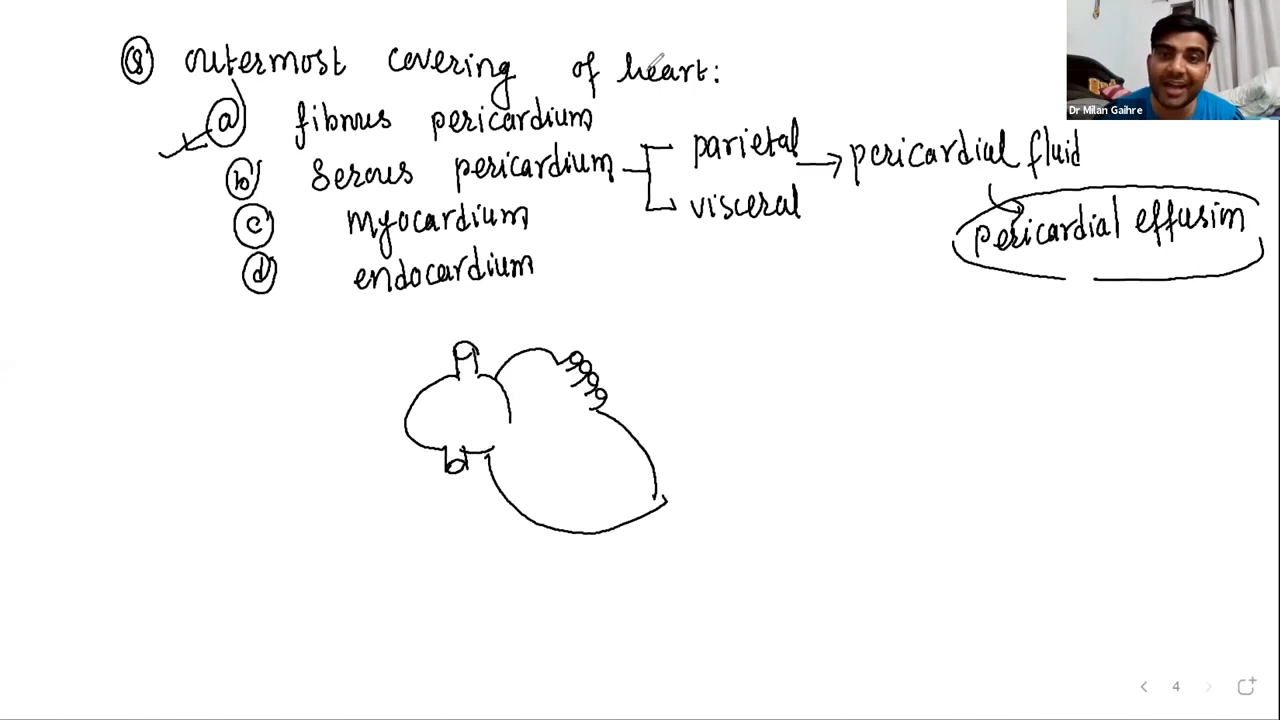 Q outermost covering of heart:
a fibrous pericardium
b serous pericardium
c myocardium
d endocardium
parietal → pericardial fluid
visceral
pericardial effusion
Dr Milan Gaihre
4